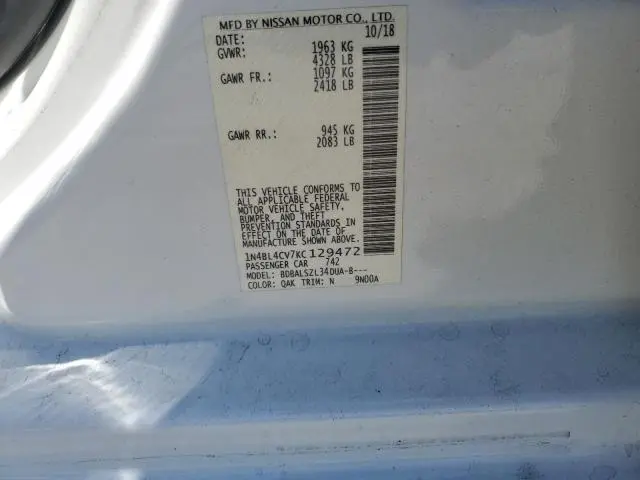 MFD BY NISSAN MOTOR CO., LTD.
DATE: 10/18
GVWR: 1963 KG
4328 LB
GAWR FR.: 1097 KG
2418 LB
GAWR RR.: 945 KG
2083 LB
THIS VEHICLE CONFORMS TO
ALL APPLICABLE FEDERAL
MOTOR VEHICLE SAFETY,
BUMPER, AND THEFT
PREVENTION STANDARDS IN
EFFECT ON THE DATE OF
MANUFACTURE SHOWN ABOVE.
1N4BL4CV7KC129472
PASSENGER CAR 742
MODEL: BDBALSZL34DUA-B---
COLOR: QAK TRIM: N 9N00A